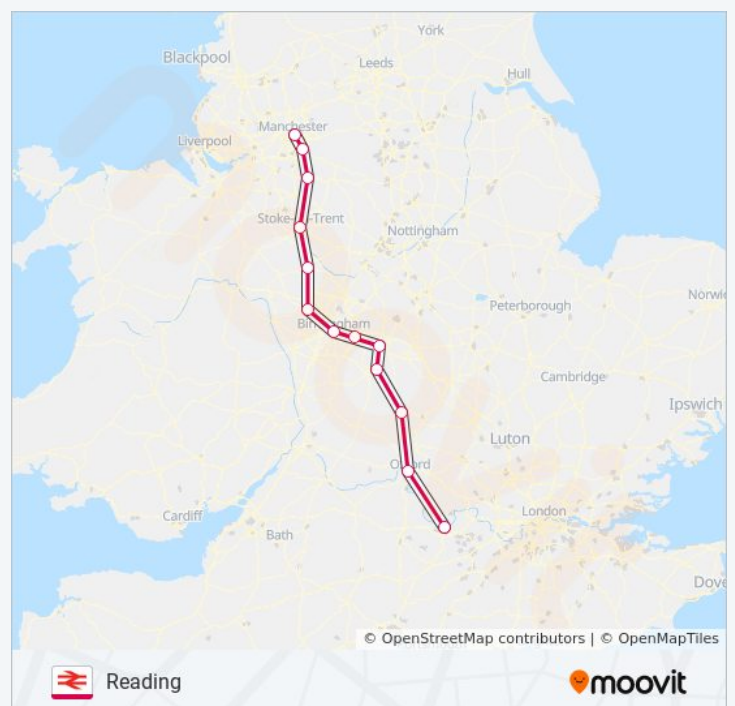 York
Blackpool
Leeds
Hull
Manchester
Liverpool
Stoke-on-Trent
Nottingham
Norwi
Peterborough
Birmingham
Cambridge
Ipswich
Luton
Oxford
London
Cardiff
Bath
Dove
© OpenStreetMap contributors | © OpenMapTiles
Reading
moovit